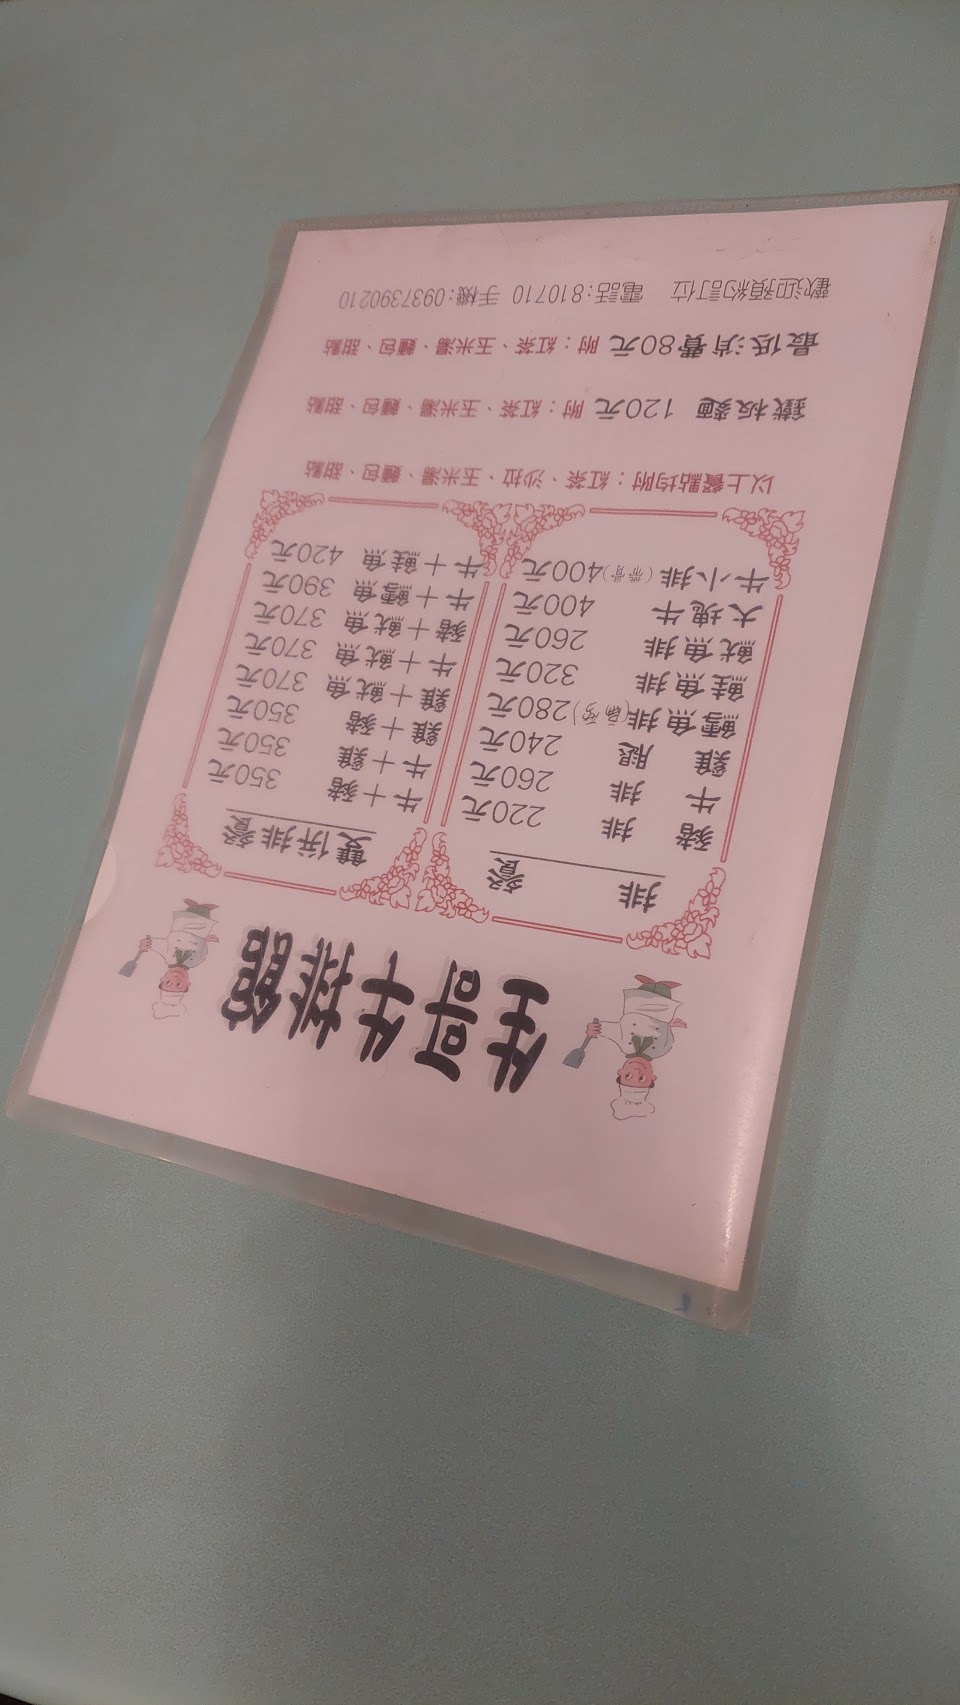 生哥牛排館
排 餐
豬 排 220元
牛 排 260元
雞 腿 240元
鱈魚排 280元
鮭魚排 320元
魷魚排 260元
大塊牛 400元
牛小排(帶骨)400元
雙併排餐
牛+豬 350元
牛+雞 350元
雞+豬 350元
雞+魷魚 370元
牛+魷魚 370元
豬+魷魚 370元
牛+鱈魚 390元
牛+鮭魚 420元
以上餐點均附:紅茶、沙拉、玉米湯、麵包、甜點
鐵板麵 120元 附:紅茶、玉米湯、麵包、甜點
最低消費80元 附:紅茶、玉米湯、麵包、甜點
歡迎預約訂位 電話:810710 手機:0937390210